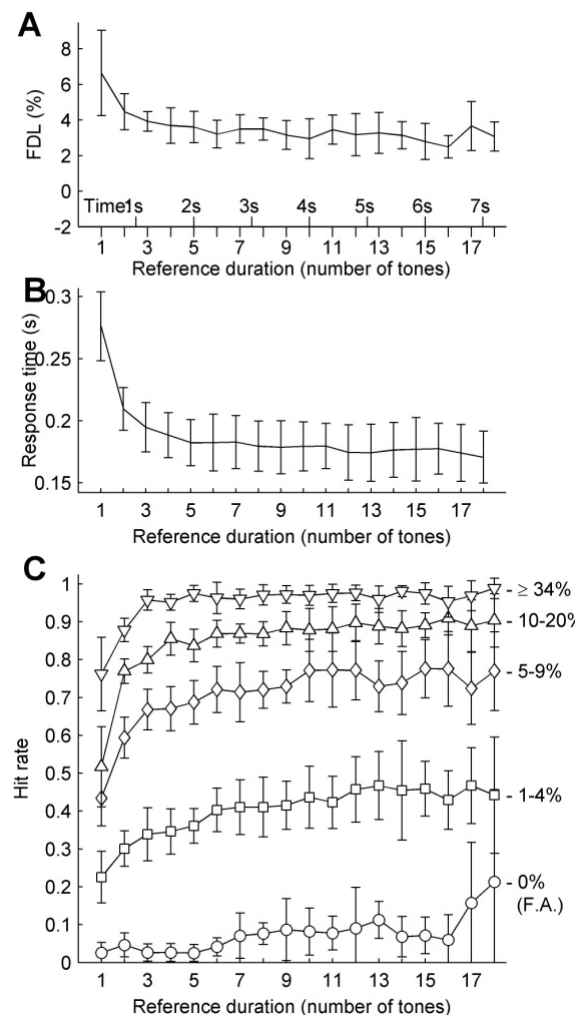 A
8
6
4
2
0
-2
FDL (%)
Time 1s 2s 3s 4s 5s 6s 7s
1 3 5 7 9 11 13 15 17
Reference duration (number of tones)
B
0.3
0.25
0.2
0.15
Response time (s)
1 3 5 7 9 11 13 15 17
Reference duration (number of tones)
C
1
0.9
0.8
0.7
0.6
0.5
0.4
0.3
0.2
0.1
0
Hit rate
- ≥ 34%
- 10-20%
- 5-9%
- 1-4%
- 0%
(F.A.)
1 3 5 7 9 11 13 15 17
Reference duration (number of tones)